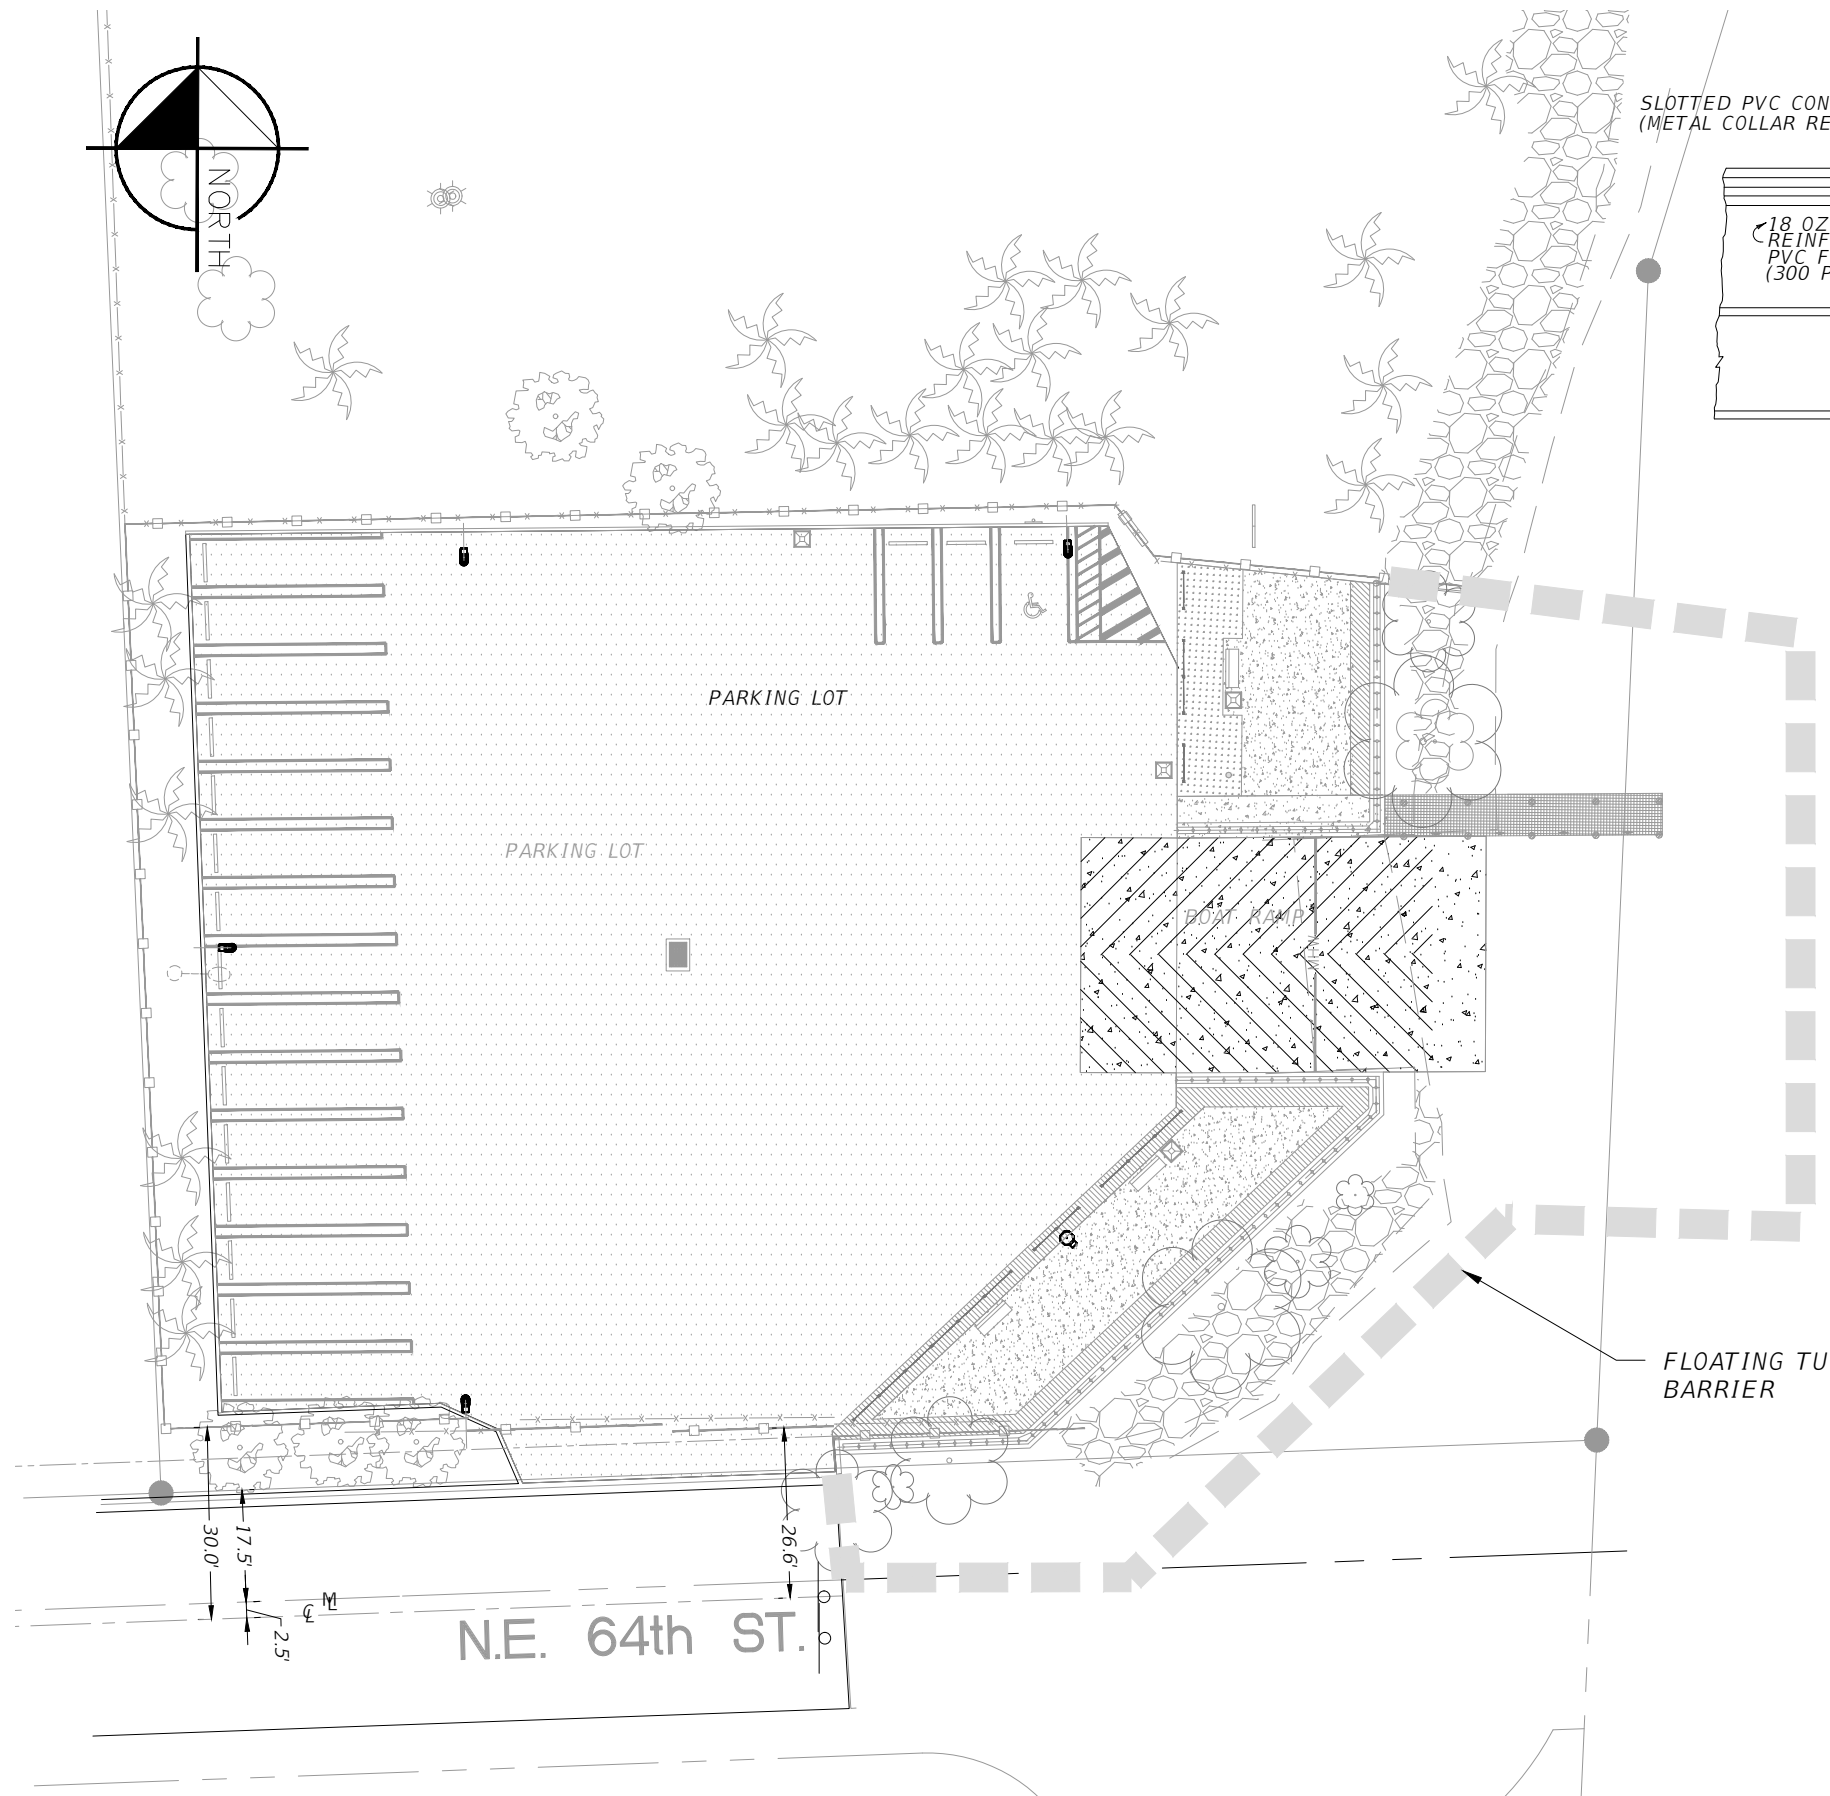 SLOTTED PVC CON
(METAL COLLAR RE
NORTH
18 OZ
REINF
PVC F
(300 P
PARKING LOT
PARKING LOT
BOAT RAMP
MHW
FLOATING TU
BARRIER
30.0'
17.5'
26.6'
2.5'
N.E. 64th ST.